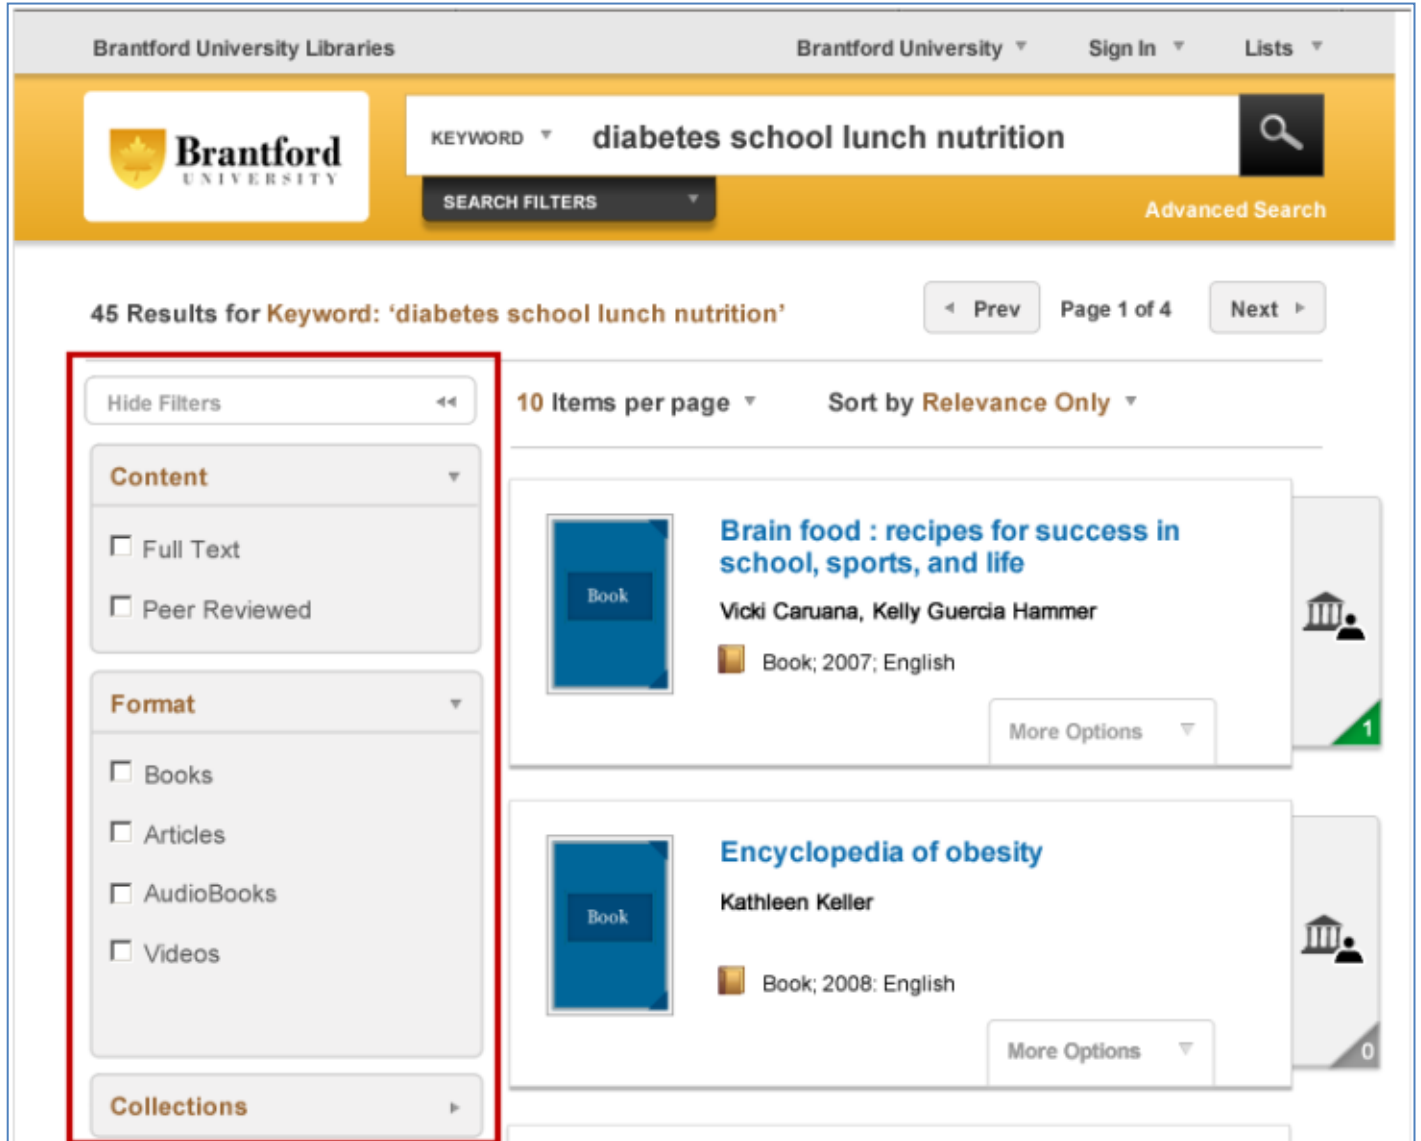 Brantford University Libraries
Brantford University
Sign In
Lists
Brantford
UNIVERSITY
KEYWORD
diabetes school lunch nutrition
SEARCH FILTERS
Advanced Search
45 Results for Keyword: ‘diabetes school lunch nutrition’
Prev
Page 1 of 4
Next
Hide Filters
10 Items per page
Sort by Relevance Only
Content
Full Text
Peer Reviewed
Format
Books
Articles
AudioBooks
Videos
Collections
Book
Brain food : recipes for success in
school, sports, and life
Vicki Caruana, Kelly Guercia Hammer
Book; 2007; English
More Options
1
Book
Encyclopedia of obesity
Kathleen Keller
Book; 2008: English
More Options
0